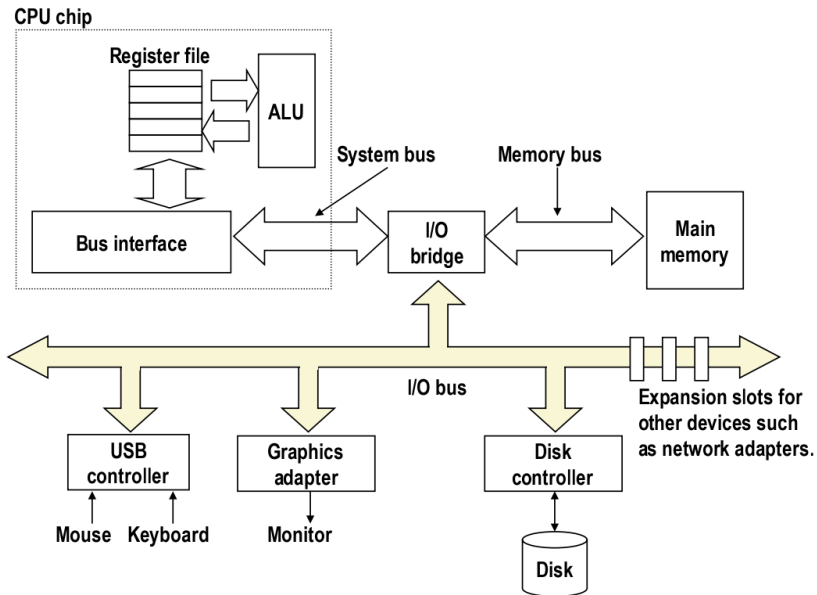 CPU chip
Register file
ALU
System bus
Memory bus
Bus interface
I/O
bridge
Main
memory
I/O bus
Expansion slots for
other devices such
as network adapters.
USB
controller
Graphics
adapter
Disk
controller
Mouse
Keyboard
Monitor
Disk